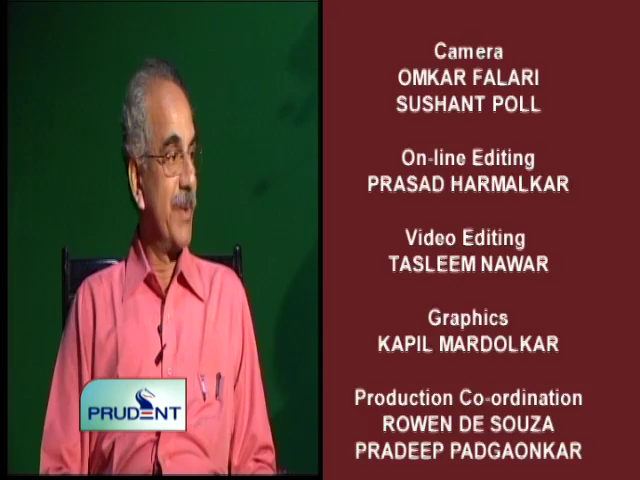 Camera
OMKAR FALARI
SUSHANT POLL
On-line Editing
PRASAD HARMALKAR
Video Editing
TASLEEM NAWAR
Graphics
KAPIL MARDOLKAR
Production Co-ordination
ROWEN DE SOUZA
PRADEEP PADGAONKAR
PRUDENT